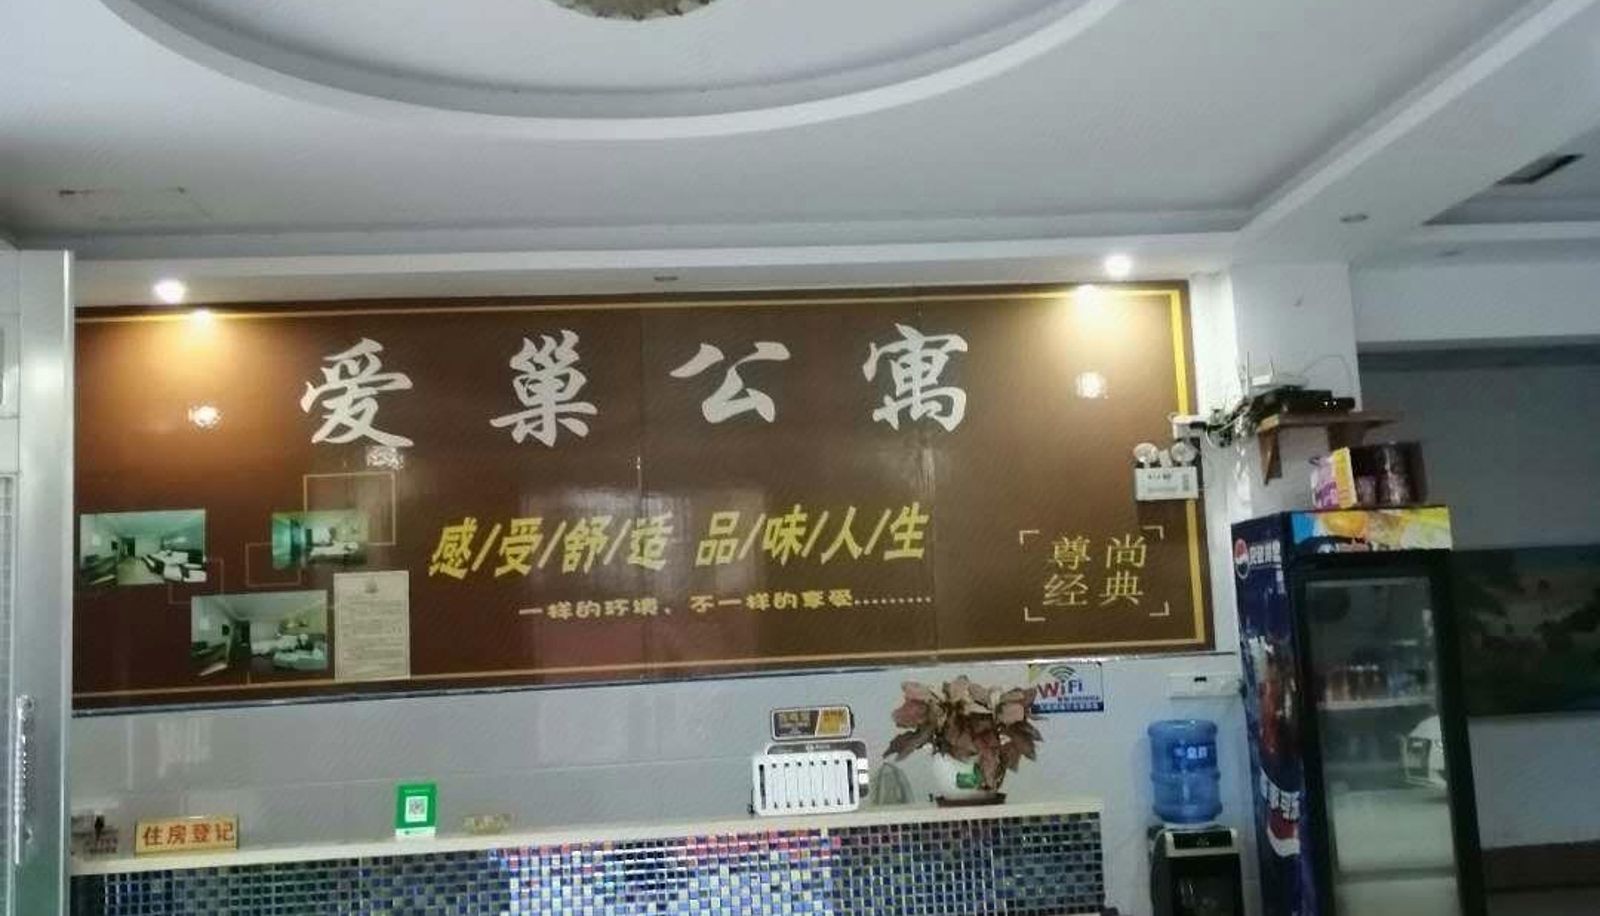 爱巢公寓
感/受/舒/适 品/味/人/生
一样的环境、不一样的享受.........
尊尚
经典
WiFi
住房登记